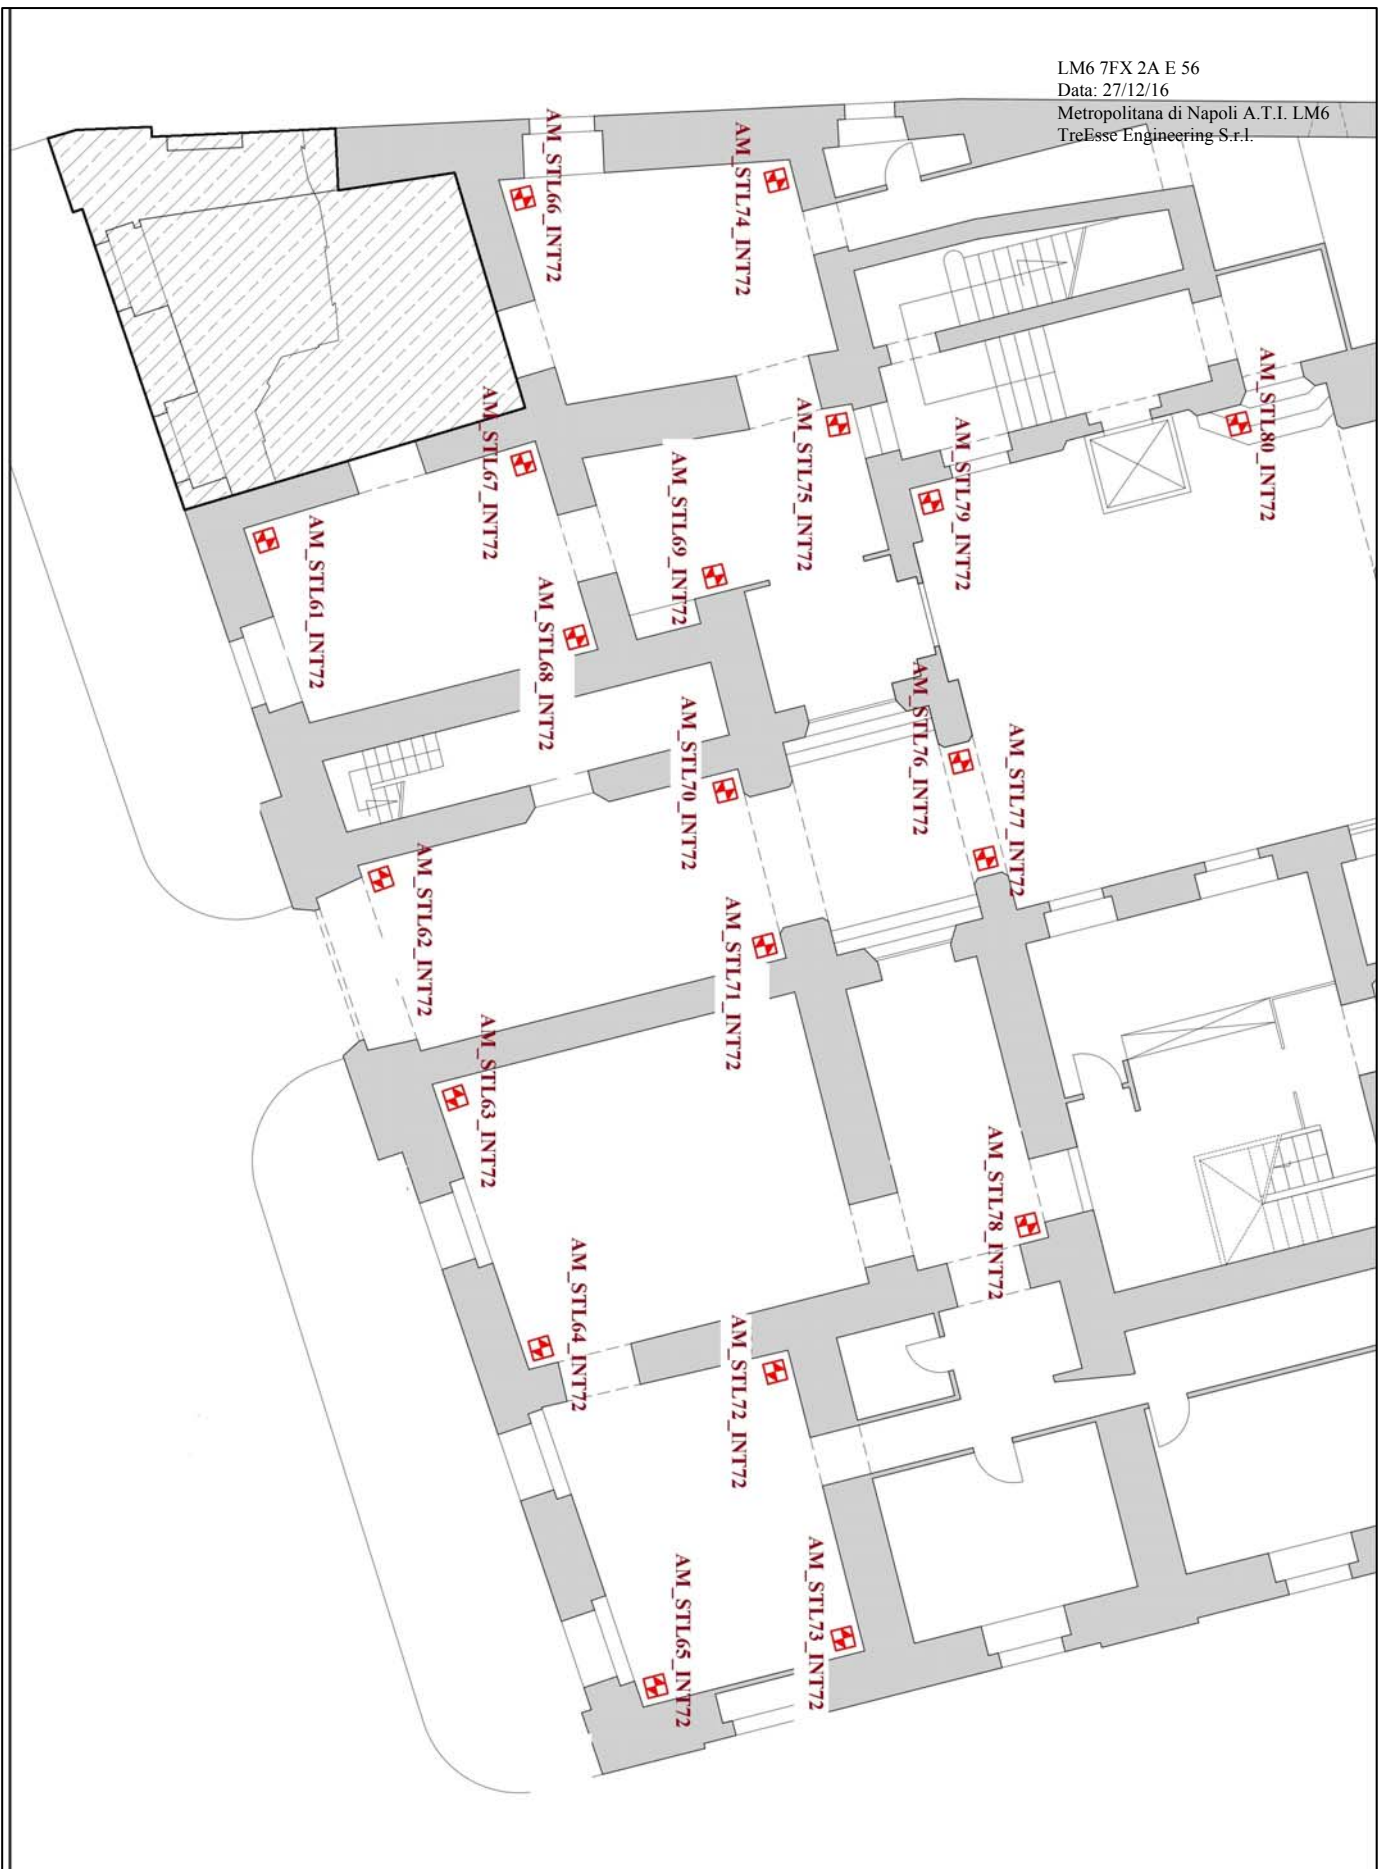 LM6 7FX 2A E 56
Data: 27/12/16
Metropolitana di Napoli A.T.I. LM6
TreEsse Engineering S.r.l.
AM_STL66_INT72
AM_STL74_INT72
AM_STL80_INT72
AM_STL67_INT72
AM_STL75_INT72
AM_STL79_INT72
AM_STL69_INT72
AM_STL61_INT72
AM_STL68_INT72
AM_STL76_INT72
AM_STL70_INT72
AM_STL77_INT72
AM_STL62_INT72
AM_STL71_INT72
AM_STL63_INT72
AM_STL78_INT72
AM_STL64_INT72
AM_STL72_INT72
AM_STL73_INT72
AM_STL65_INT72